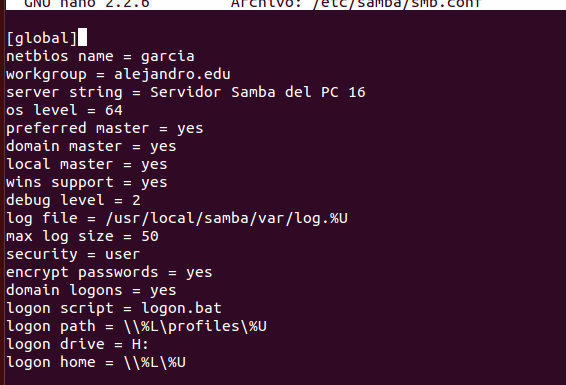 GNU nano 2.2.6 Archivo: /etc/samba/smb.conf
[global]
netbios name = garcia
workgroup = alejandro.edu
server string = Servidor Samba del PC 16
os level = 64
preferred master = yes
domain master = yes
local master = yes
wins support = yes
debug level = 2
log file = /usr/local/samba/var/log.%U
max log size = 50
security = user
encrypt passwords = yes
domain logons = yes
logon script = logon.bat
logon path = \\%L\profiles\%U
logon drive = H:
logon home = \\%L\%U